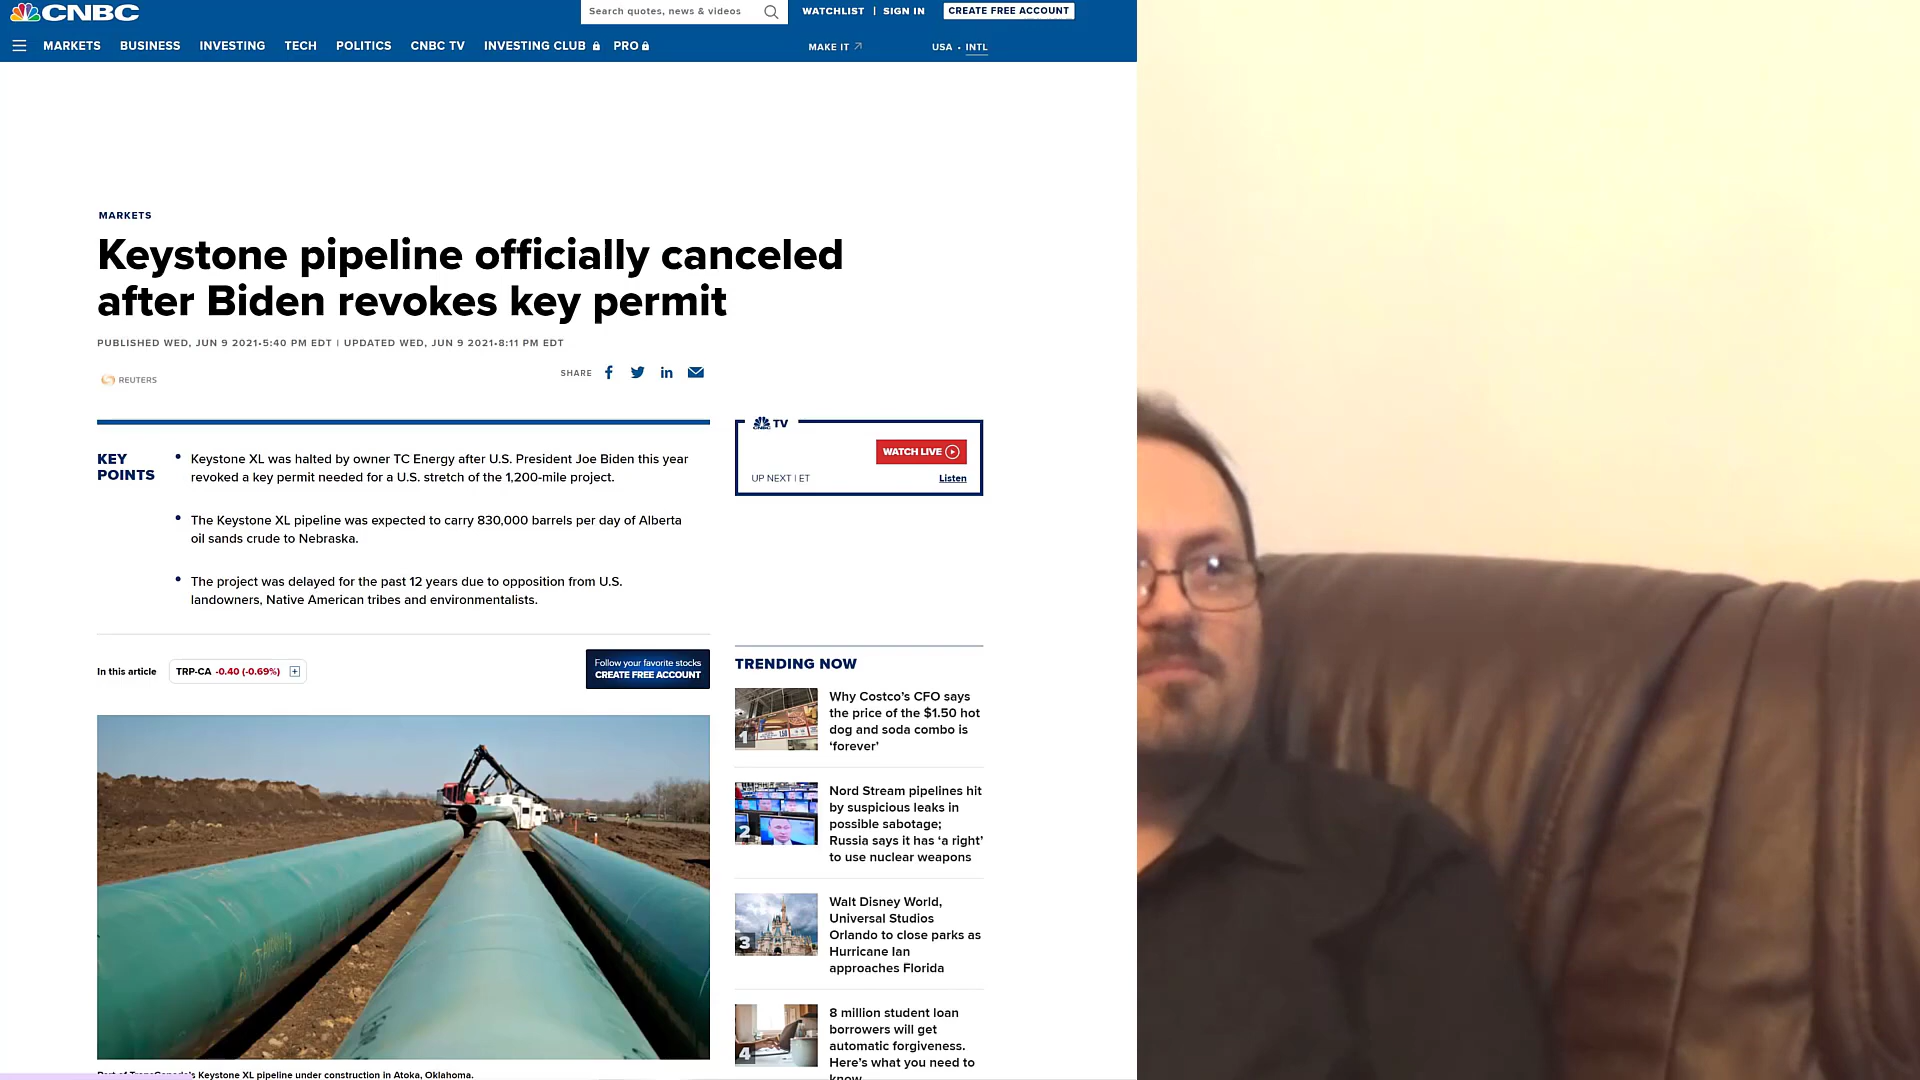 CNBC
Search quotes, news & videos
WATCHLIST | SIGN IN
CREATE FREE ACCOUNT
MARKETS BUSINESS INVESTING TECH POLITICS CNBC TV INVESTING CLUB PRO
MAKE IT
USA • INTL
MARKETS
Keystone pipeline officially canceled
after Biden revokes key permit
PUBLISHED WED, JUN 9 2021•5:40 PM EDT | UPDATED WED, JUN 9 2021•8:11 PM EDT
REUTERS
SHARE
KEY
POINTS
Keystone XL was halted by owner TC Energy after U.S. President Joe Biden this year
revoked a key permit needed for a U.S. stretch of the 1,200-mile project.
The Keystone XL pipeline was expected to carry 830,000 barrels per day of Alberta
oil sands crude to Nebraska.
The project was delayed for the past 12 years due to opposition from U.S.
landowners, Native American tribes and environmentalists.
In this article
TRP-CA -0.40 (-0.69%)
Follow your favorite stocks
CREATE FREE ACCOUNT
Part of TransCanada's Keystone XL pipeline under construction in Atoka, Oklahoma.
CNBC TV
WATCH LIVE
UP NEXT | ET
Listen
TRENDING NOW
1
Why Costco's CFO says
the price of the $1.50 hot
dog and soda combo is
'forever'
2
Nord Stream pipelines hit
by suspicious leaks in
possible sabotage;
Russia says it has 'a right'
to use nuclear weapons
3
Walt Disney World,
Universal Studios
Orlando to close parks as
Hurricane Ian
approaches Florida
4
8 million student loan
borrowers will get
automatic forgiveness.
Here's what you need to
know